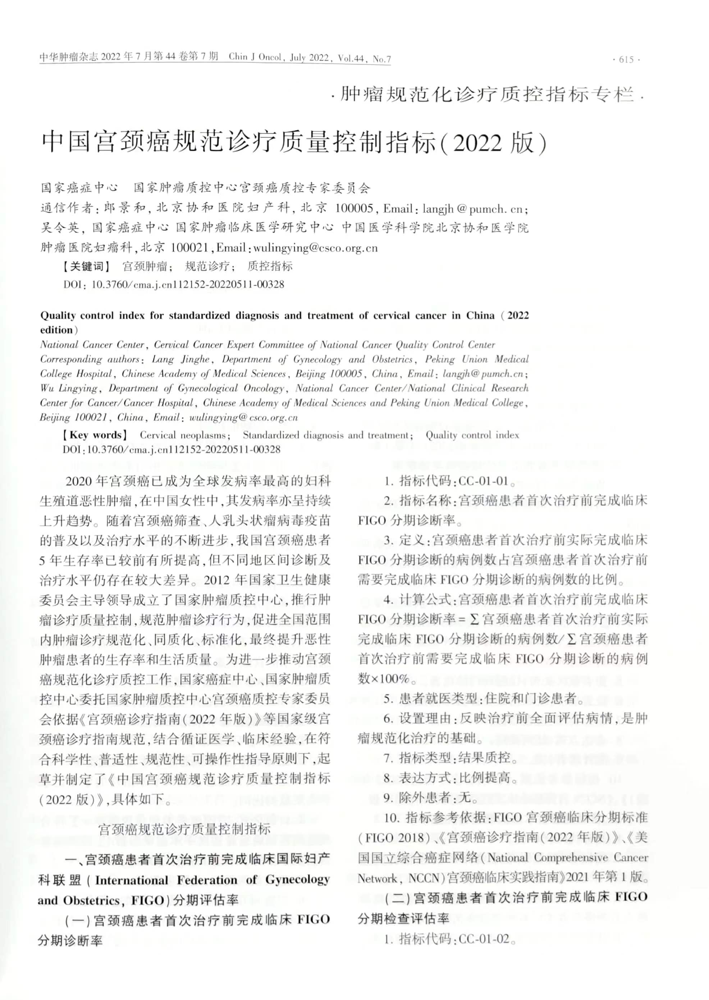 中华肿瘤杂志 2022 年 7 月第 44 卷第 7 期 Chin J Oncol, July 2022, Vol.44, No.7
· 615 ·
· 肿瘤规范化诊疗质控指标专栏 ·
中国宫颈癌规范诊疗质量控制指标(2022 版)
国家癌症中心 国家肿瘤质控中心宫颈癌质控专家委员会
通信作者:郎景和,北京协和医院妇产科,北京 100005,Email:langjh@pumch.cn;
吴令英,国家癌症中心 国家肿瘤临床医学研究中心 中国医学科学院北京协和医学院
肿瘤医院妇瘤科,北京 100021,Email:wulingying@csco.org.cn
【关键词】 宫颈肿瘤; 规范诊疗; 质控指标
DOI: 10.3760/cma.j.cn112152-20220511-00328
Quality control index for standardized diagnosis and treatment of cervical cancer in China (2022
edition)
National Cancer Center, Cervical Cancer Expert Committee of National Cancer Quality Control Center
Corresponding authors: Lang Jinghe, Department of Gynecology and Obstetrics, Peking Union Medical
College Hospital, Chinese Academy of Medical Sciences, Beijing 100005, China, Email: langjh@pumch.cn;
Wu Lingying, Department of Gynecological Oncology, National Cancer Center/National Clinical Research
Center for Cancer/Cancer Hospital, Chinese Academy of Medical Sciences and Peking Union Medical College,
Beijing 100021, China, Email: wulingying@csco.org.cn
【Key words】 Cervical neoplasms; Standardized diagnosis and treatment; Quality control index
DOI:10.3760/cma.j.cn112152-20220511-00328
2020 年宫颈癌已成为全球发病率最高的妇科
生殖道恶性肿瘤,在中国女性中,其发病率亦呈持续
上升趋势。随着宫颈癌筛查、人乳头状瘤病毒疫苗
的普及以及治疗水平的不断进步,我国宫颈癌患者
5 年生存率已较前有所提高,但不同地区间诊断及
治疗水平仍存在较大差异。2012 年国家卫生健康
委员会主导领导成立了国家肿瘤质控中心,推行肿
瘤诊疗质量控制,规范肿瘤诊疗行为,促进全国范围
内肿瘤诊疗规范化、同质化、标准化,最终提升恶性
肿瘤患者的生存率和生活质量。为进一步推动宫颈
癌规范化诊疗质控工作,国家癌症中心、国家肿瘤质
控中心委托国家肿瘤质控中心宫颈癌质控专家委员
会依据《宫颈癌诊疗指南(2022 年版)》等国家级宫
颈癌诊疗指南规范,结合循证医学、临床经验,在符
合科学性、普适性、规范性、可操作性指导原则下,起
草并制定了《中国宫颈癌规范诊疗质量控制指标
(2022 版)》,具体如下。
宫颈癌规范诊疗质量控制指标
一、宫颈癌患者首次治疗前完成临床国际妇产
科联盟(International Federation of Gynecology
and Obstetrics, FIGO)分期评估率
(一)宫颈癌患者首次治疗前完成临床 FIGO
分期诊断率
1. 指标代码:CC-01-01。
2. 指标名称:宫颈癌患者首次治疗前完成临床
FIGO 分期诊断率。
3. 定义:宫颈癌患者首次治疗前实际完成临床
FIGO 分期诊断的病例数占宫颈癌患者首次治疗前
需要完成临床 FIGO 分期诊断的病例数的比例。
4. 计算公式:宫颈癌患者首次治疗前完成临床
FIGO 分期诊断率 = ∑宫颈癌患者首次治疗前实际
完成临床 FIGO 分期诊断的病例数/∑宫颈癌患者
首次治疗前需要完成临床 FIGO 分期诊断的病例
数×100%。
5. 患者就医类型:住院和门诊患者。
6. 设置理由:反映治疗前全面评估病情,是肿
瘤规范化治疗的基础。
7. 指标类型:结果质控。
8. 表达方式:比例提高。
9. 除外患者:无。
10. 指标参考依据:FIGO 宫颈癌临床分期标准
(FIGO 2018)、《宫颈癌诊疗指南(2022 年版)》、《美
国国立综合癌症网络(National Comprehensive Cancer
Network, NCCN)宫颈癌临床实践指南》2021 年第 1 版。
(二)宫颈癌患者首次治疗前完成临床 FIGO
分期检查评估率
1. 指标代码:CC-01-02。